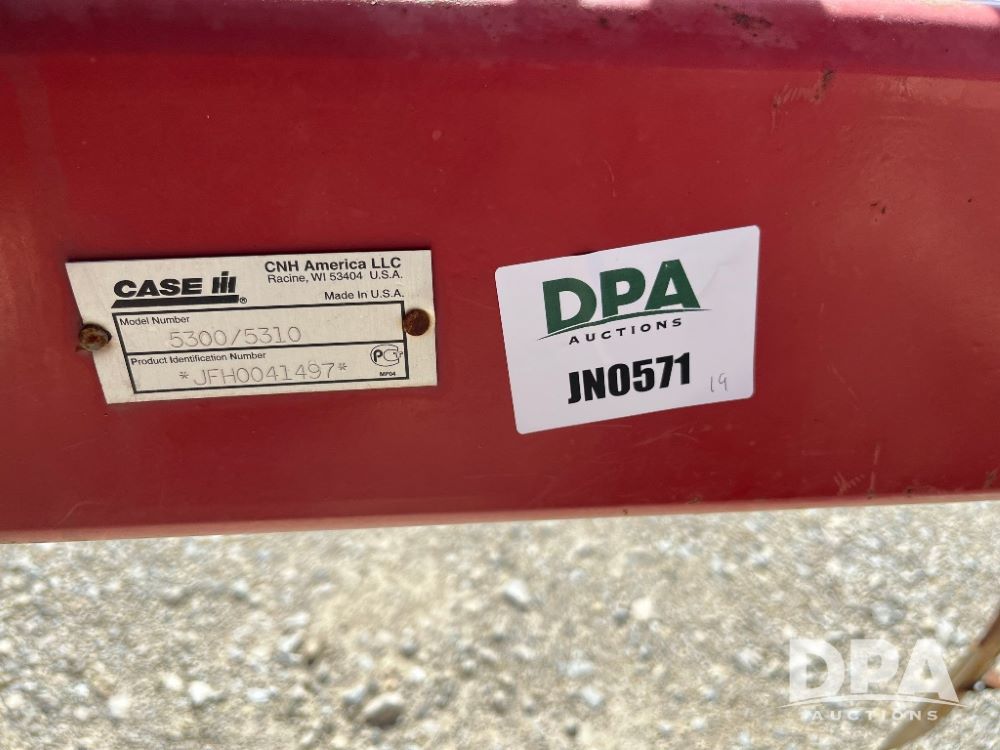 CASE IH®
CNH America LLC
Racine, WI 53404 U.S.A.
Made in U.S.A.
Model Number
5300/5310
Product Identification Number
*JFH0041497*
MP04
DPA
AUCTIONS
JN0571
19
DPA
AUCTIONS